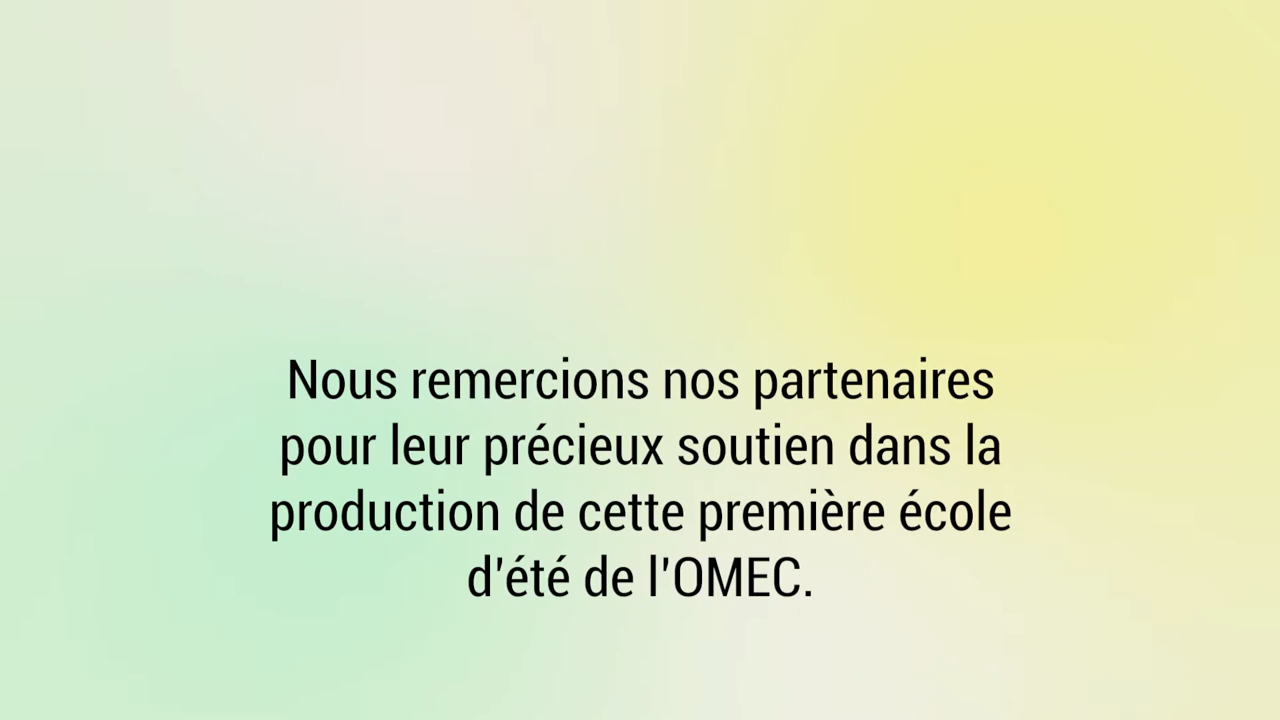 Nous remercions nos partenaires
pour leur précieux soutien dans la
production de cette première école
d'été de l'OMEC.